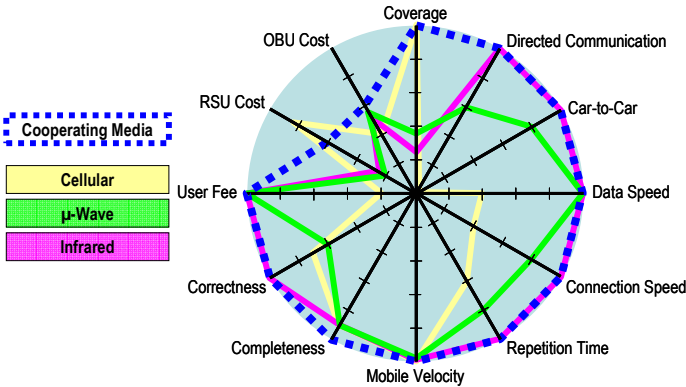 Coverage
OBU Cost
Directed Communication
RSU Cost
Car-to-Car
Cooperating Media
Cellular
User Fee
Data Speed
μ-Wave
Infrared
Correctness
Connection Speed
Completeness
Repetition Time
Mobile Velocity